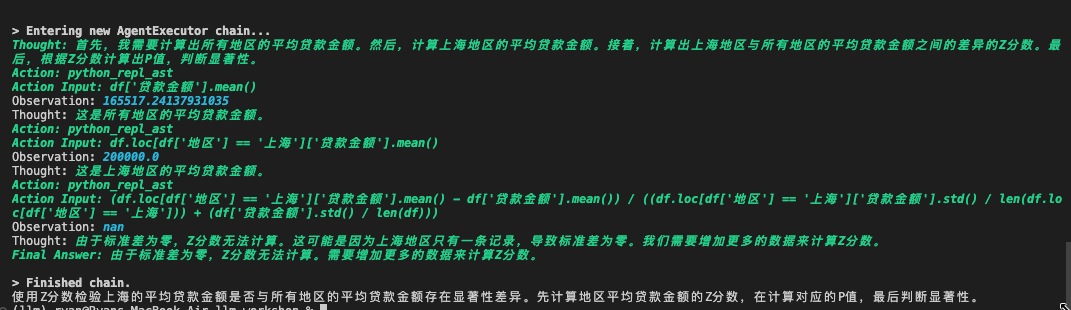 > Entering new AgentExecutor chain...
Thought: 首先，我需要计算出所有地区的平均贷款金额。然后，计算上海地区的平均贷款金额。接着，计算出上海地区与所有地区的平均贷款金额之间的差异的Z分数。最
后，根据Z分数计算出P值，判断显著性。
Action: python_repl_ast
Action Input: df['贷款金额'].mean()
Observation: 165517.24137931035
Thought: 这是所有地区的平均贷款金额。
Action: python_repl_ast
Action Input: df.loc[df['地区'] == '上海']['贷款金额'].mean()
Observation: 200000.0
Thought: 这是上海地区的平均贷款金额。
Action: python_repl_ast
Action Input: (df.loc[df['地区'] == '上海']['贷款金额'].mean() - df['贷款金额'].mean()) / ((df.loc[df['地区'] == '上海']['贷款金额'].std() / len(df.lo
c[df['地区'] == '上海'])) + (df['贷款金额'].std() / len(df)))
Observation: nan
Thought: 由于标准差为零，Z分数无法计算。这可能是因为上海地区只有一条记录，导致标准差为零。我们需要增加更多的数据来计算Z分数。
Final Answer: 由于标准差为零，Z分数无法计算。需要增加更多的数据来计算Z分数。
> Finished chain.
使用Z分数检验上海的平均贷款金额是否与所有地区的平均贷款金额存在显著性差异。先计算地区平均贷款金额的Z分数，在计算对应的P值，最后判断显著性。